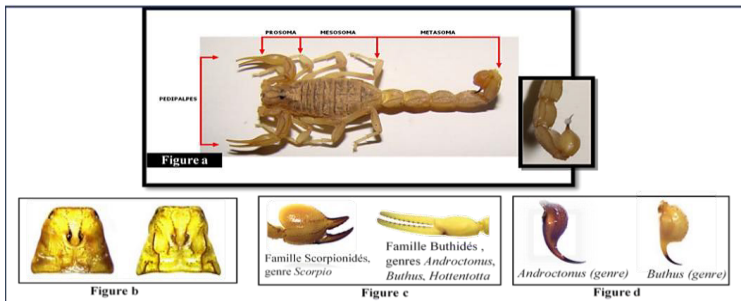 PROSOMA MESOSOMA METASOMA
PEDIPALPES
Figure a
Famille Scorpionidés,
genre Scorpio
Famille Buthidés ,
genres Androctonus,
Buthus, Hottentotta
Androctonus (genre) Buthus (genre)
Figure b Figure c Figure d